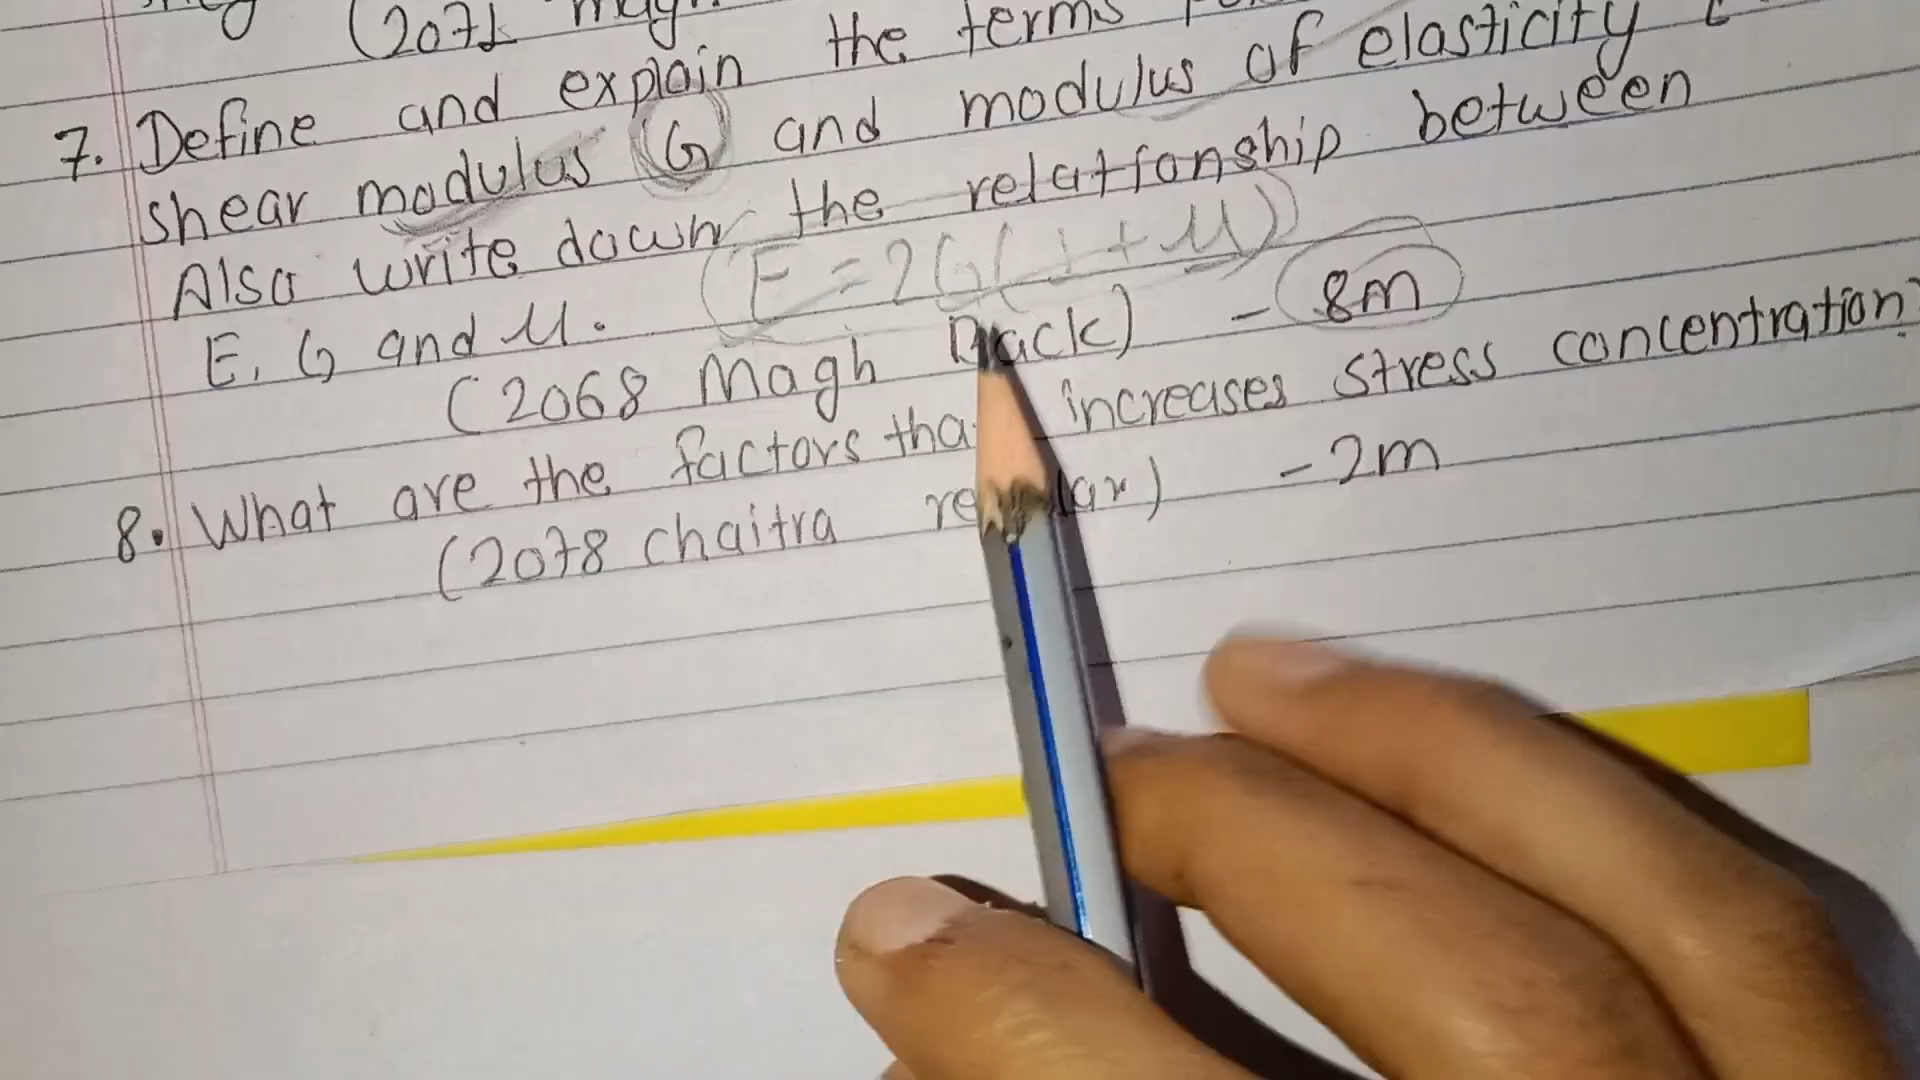 (2071 magh
7. Define and explain the terms
shear modulus G and modulus of elasticity
Also write down the relationship between
E, G and μ. (E = 2G(1+μ))
(2068 Magh Back) - 8m
8. What are the factors that increases stress concentration?
(2078 chaitra regular) - 2m